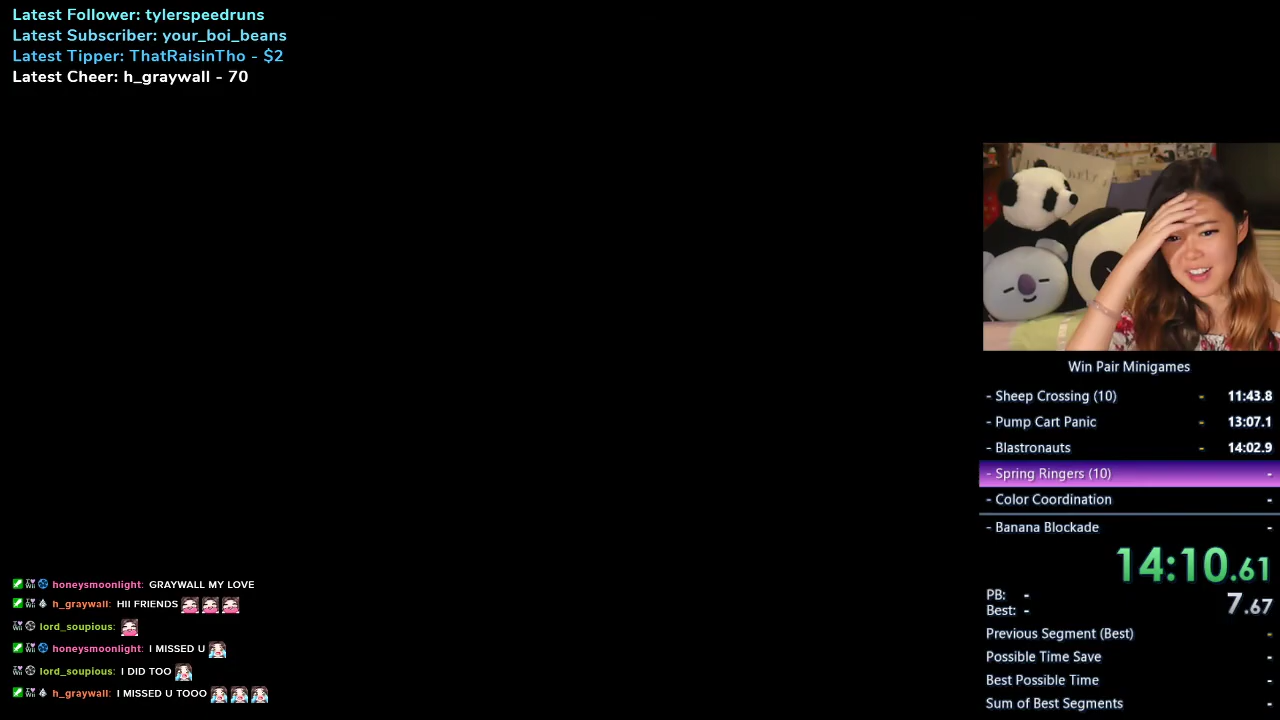 Latest Follower: tylerspeedruns
Latest Subscriber: your_boi_beans
Latest Tipper: ThatRaisinTho - $2
Latest Cheer: h_graywall - 70
Win Pair Minigames
- Sheep Crossing (10) - 11:43.8
- Pump Cart Panic - 13:07.1
- Blastronauts - 14:02.9
- Spring Ringers (10) -
- Color Coordination -
- Banana Blockade -
14:10.61
PB: -
Best: -
7.67
Previous Segment (Best) -
Possible Time Save -
Best Possible Time -
Sum of Best Segments -
honeysmoonlight: GRAYWALL MY LOVE
h_graywall: HII FRIENDS
lord_soupious:
honeysmoonlight: I MISSED U
lord_soupious: I DID TOO
h_graywall: I MISSED U TOOO